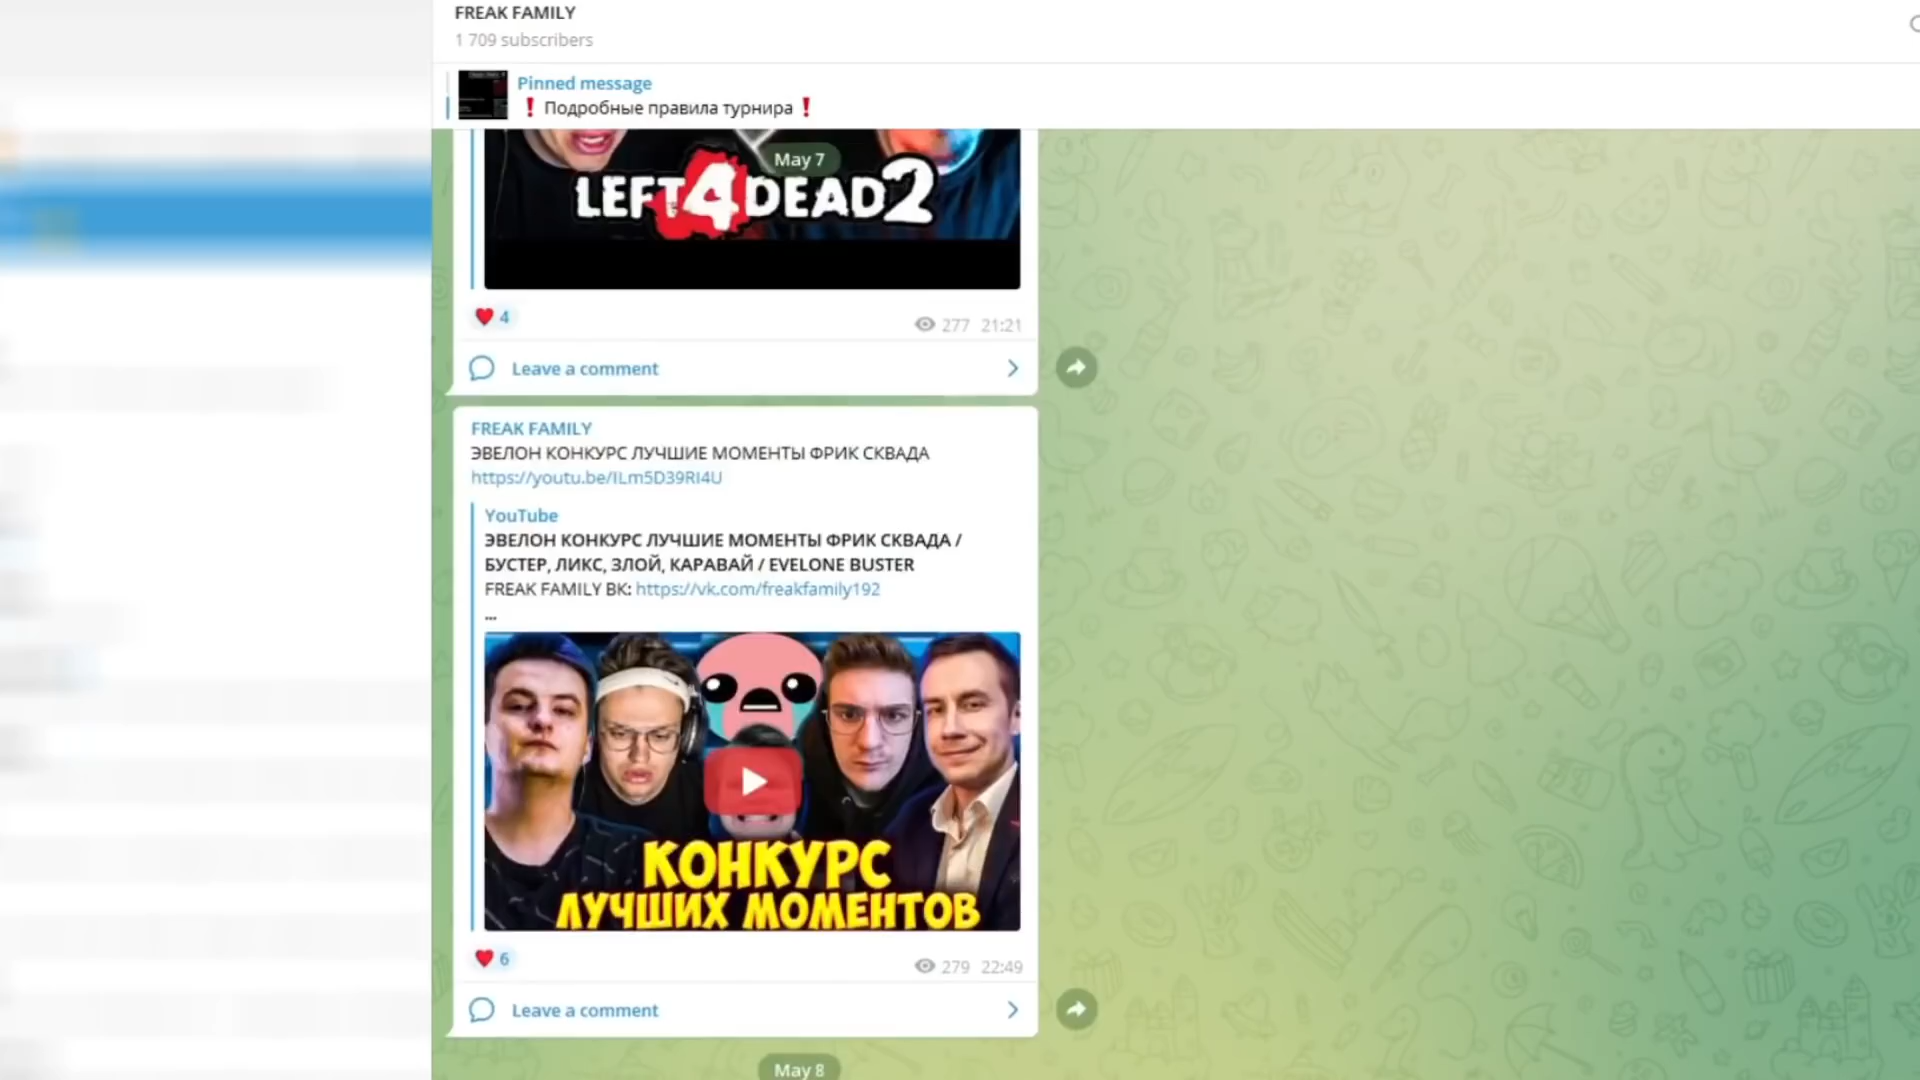 FREAK FAMILY
1 709 subscribers
Pinned message
❗ Подробные правила турнира ❗
May 7
LEFT 4 DEAD 2
4
277 21:21
Leave a comment
FREAK FAMILY
ЭВЕЛОН КОНКУРС ЛУЧШИЕ МОМЕНТЫ ФРИК СКВАДА
https://youtu.be/ILm5D39RI4U
YouTube
ЭВЕЛОН КОНКУРС ЛУЧШИЕ МОМЕНТЫ ФРИК СКВАДА /
БУСТЕР, ЛИКС, ЗЛОЙ, КАРАВАЙ / EVELONE BUSTER
FREAK FAMILY ВК: https://vk.com/freakfamily192
...
КОНКУРС
ЛУЧШИХ МОМЕНТОВ
6
279 22:49
Leave a comment
May 8